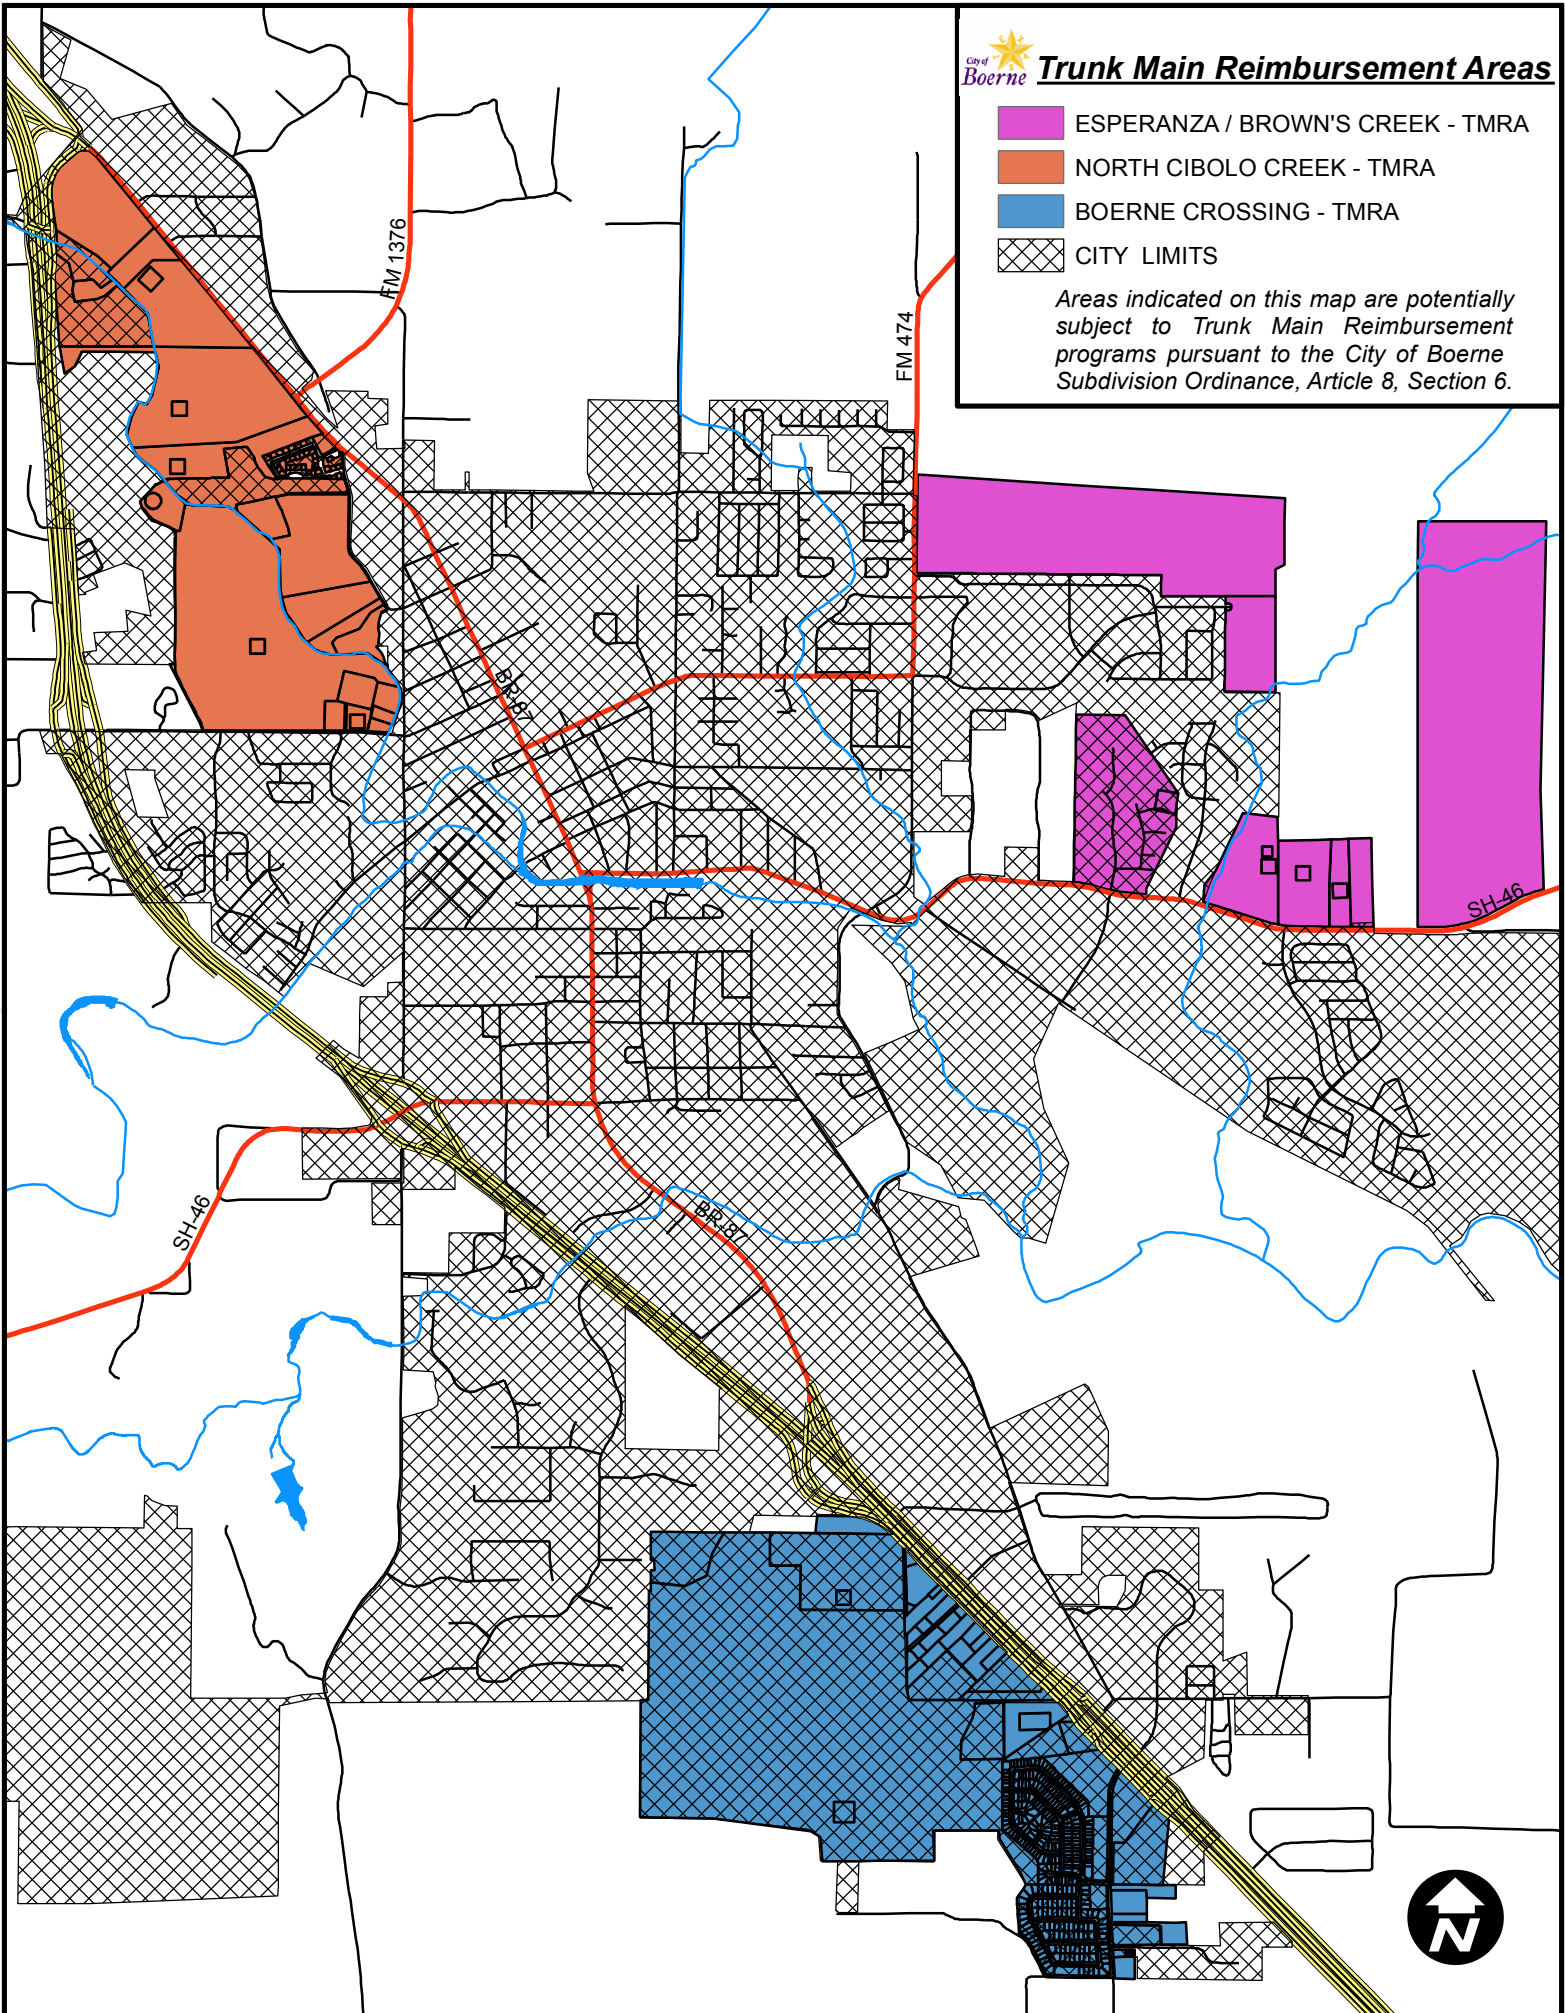 City of
Boerne
TEXAS
Trunk Main Reimbursement Areas
ESPERANZA / BROWN'S CREEK - TMRA
NORTH CIBOLO CREEK - TMRA
BOERNE CROSSING - TMRA
CITY LIMITS
Areas indicated on this map are potentially
subject to Trunk Main Reimbursement
programs pursuant to the City of Boerne
Subdivision Ordinance, Article 8, Section 6.
FM 1376
FM 474
BR-87
SH-46
SH-46
BR-87
N